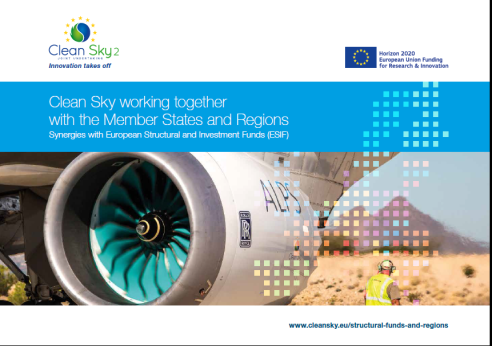 Clean Sky2
JOINT UNDERTAKING
Innovation takes off
Horizon 2020
European Union Funding
for Research & Innovation
Clean Sky working together
with the Member States and Regions
Synergies with European Structural and Investment Funds (ESIF)
ALPS
www.cleansky.eu/structural-funds-and-regions